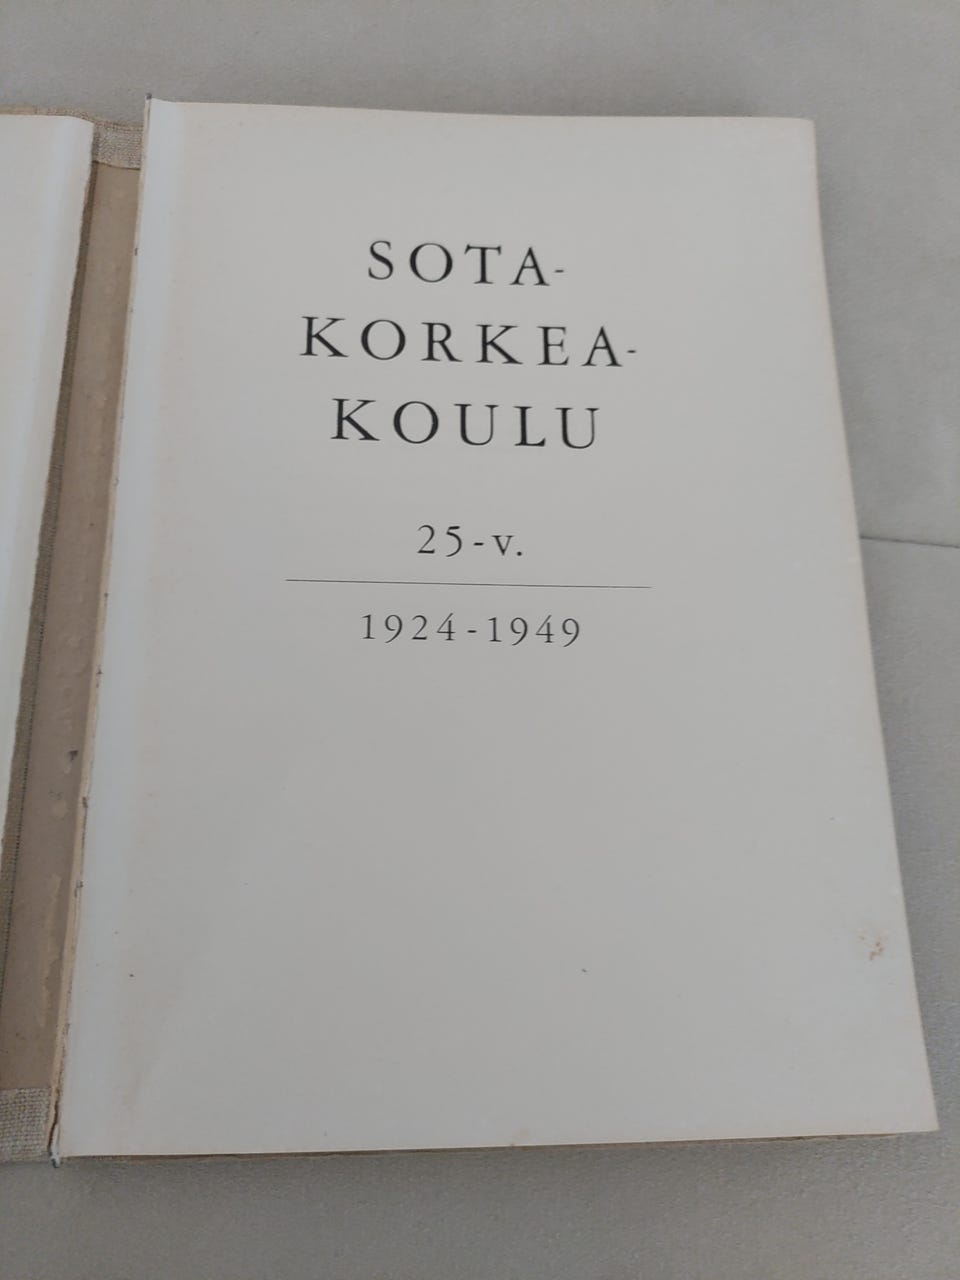 SOTA-
KORKEA-
KOULU
25-v.
1924-1949